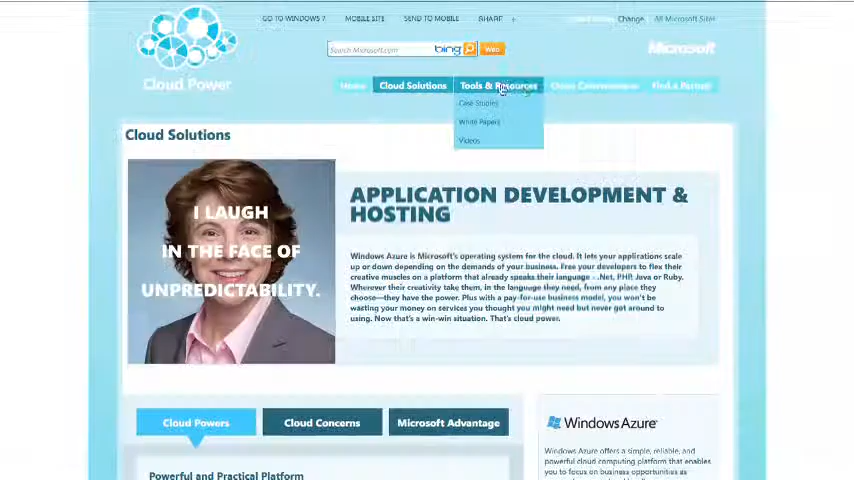 GO TO WINDOWS 7 MOBILE SITE SEND TO MOBILE SHARE +
Change | All Microsoft Sites
Search Microsoft.com bing Web
Microsoft
Cloud Power
Home Cloud Solutions Tools & Resources Cloud Conversations Find a Partner
Case Studies
White Papers
Videos
Cloud Solutions
I LAUGH
IN THE FACE OF
UNPREDICTABILITY.
APPLICATION DEVELOPMENT &
HOSTING
Windows Azure is Microsoft's operating system for the cloud. It lets your applications scale
up or down depending on the demands of your business. Free your developers to flex their
creative muscles on a platform that already speaks their language - .Net, PHP, Java or Ruby.
Wherever their creativity take them, in the language they need, from any place they
choose—they have the power. Plus with a pay-for-use business model, you won't be
wasting your money on services you thought you might need but never got around to
using. Now that's a win-win situation. That's cloud power.
Cloud Powers Cloud Concerns Microsoft Advantage
Powerful and Practical Platform
Windows Azure
Windows Azure offers a simple, reliable, and
powerful cloud computing platform that enables
you to focus on business opportunities as